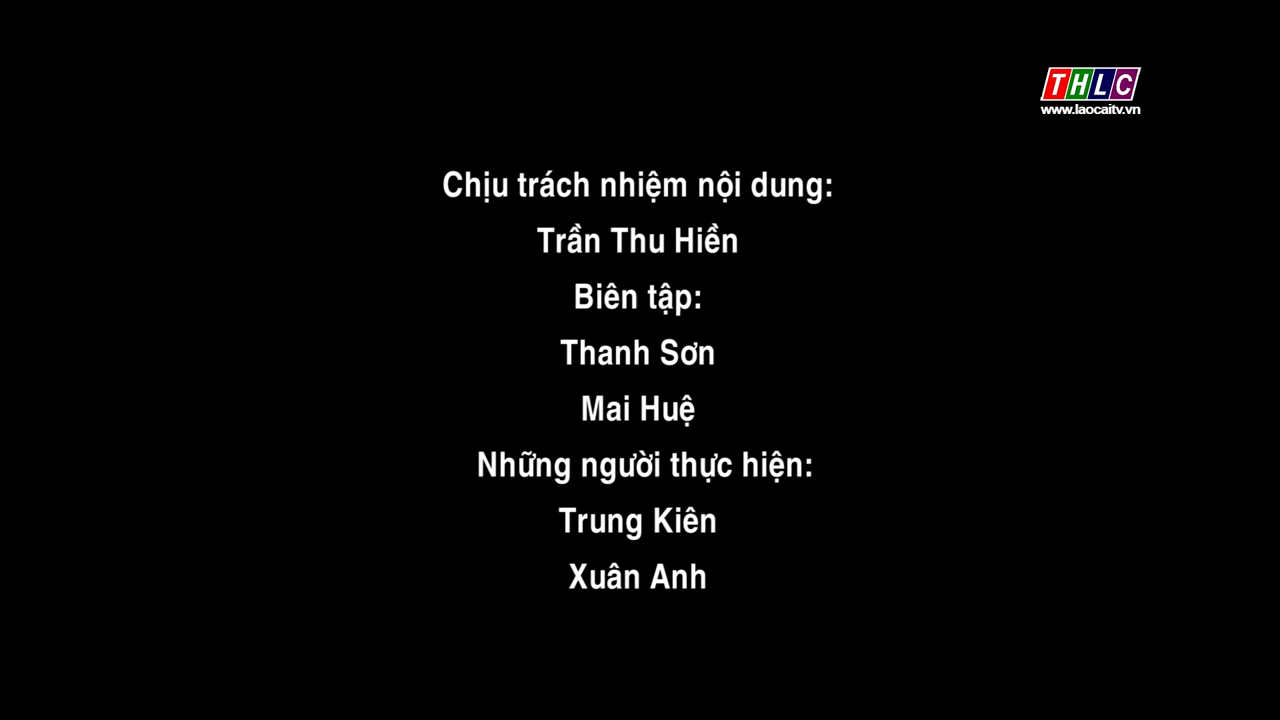 THLC
www.laocaitv.vn
Chịu trách nhiệm nội dung:
Trần Thu Hiền
Biên tập:
Thanh Sơn
Mai Huệ
Những người thực hiện:
Trung Kiên
Xuân Anh